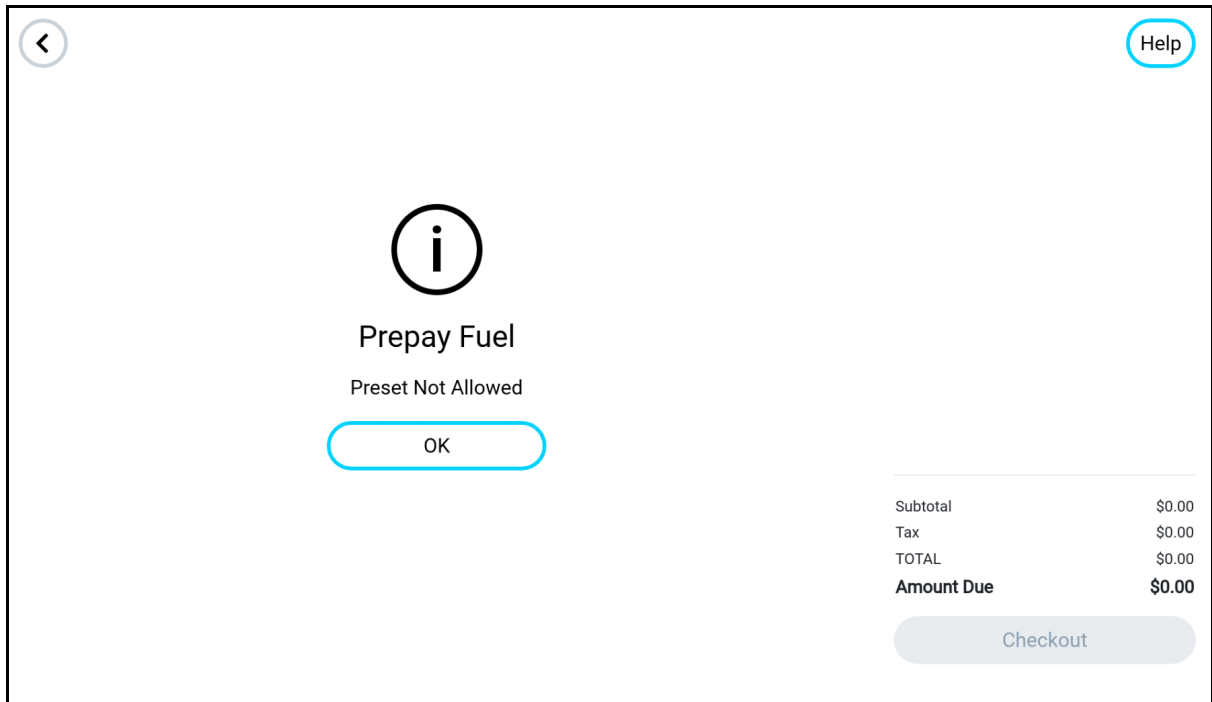 Help
i
Prepay Fuel
Preset Not Allowed
OK
Subtotal $0.00
Tax $0.00
TOTAL $0.00
Amount Due $0.00
Checkout